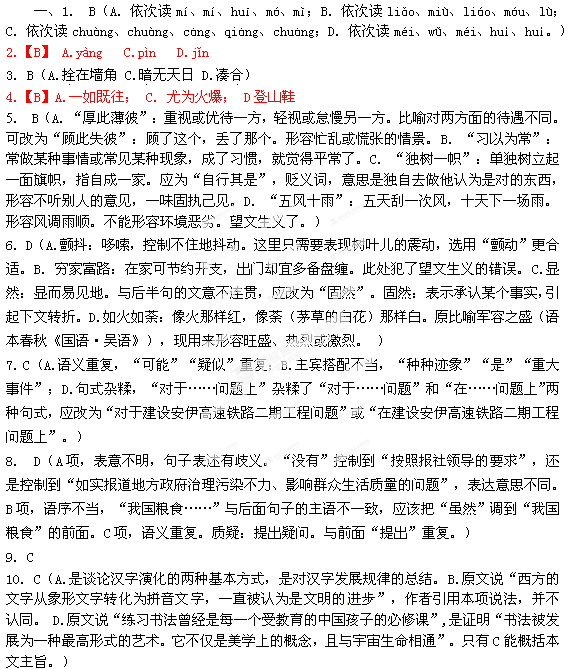 一、1. B（A. 依次读mí、mí、huì、mó、mì；B. 依次读liǎo、miù、liáo、móu、lù；
C. 依次读chuàng、chuàng、cāng、qiàng、chuāng；D. 依次读méi、wǔ、měi、huì、huì。）
2.【B】 A.yàng C.pìn D.jǐn
3. B（A.拴在墙角 C.暗无天日 D.凑合）
4.【B】A.一如既往； C. 尤为火爆； D登山鞋
5. B（A. “厚此薄彼”：重视或优待一方，轻视或怠慢另一方。比喻对两方面的待遇不同。
可改为“顾此失彼”：顾了这个，丢了那个。形容忙乱或慌张的情景。B. “习以为常”：
常做某种事情或常见某种现象，成了习惯，就觉得平常了。C. “独树一帜”：单独树立起
一面旗帜，指自成一家。应为“自行其是”，贬义词，意思是独自去做他认为是对的东西，
形容不听别人的意见，一味固执己见。D. “五风十雨”：五天刮一次风，十天下一场雨。
形容风调雨顺。不能形容环境恶劣。望文生义了。）
6. D（A.颤抖：哆嗦，控制不住地抖动。这里只需要表现树叶儿的震动，选用“颤动”更合
适。B. 穷家富路：在家可节约开支，出门却宜多备盘缠。此处犯了望文生义的错误。C.显
然：显而易见地。与后半句的文意不连贯，应改为“固然”。固然：表示承认某个事实，引
起下文转折。D.如火如荼：像火那样红，像荼（茅草的白花）那样白。原比喻军容之盛（语
本春秋《国语·吴语》），现用来形容旺盛、热烈或激烈。 ）
7. C（A.语义重复，“可能”“疑似”重复；B.主宾搭配不当，“种种迹象”“是”“重大
事件”；D.句式杂糅，“对于……问题上”杂糅了“对于……问题”和“在……问题上”两
种句式，应改为“对于建设安伊高速铁路二期工程问题”或“在建设安伊高速铁路二期工程
问题上”。）
8. D（A项，表意不明，句子表述有歧义。“没有”控制到“按照报社领导的要求”，还
是控制到“如实报道地方政府治理污染不力、影响群众生活质量的问题”，表达意思不同。
B项，语序不当，“我国粮食……”与后面句子的主语不一致，应该把“虽然”调到“我国
粮食”的前面。C项，语义重复。质疑：提出疑问。与前面“提出”重复。）
9. C
10. C（A.是谈论汉字演化的两种基本方式，是对汉字发展规律的总结。B.原文说“西方的
文字从象形文字转化为拼音文字，一直被认为是文明的进步”，作者引用本项说法，并不
认同。 D.原文说“练习书法曾经是每一个受教育的中国孩子的必修课”,是证明“书法被发
展为一种最高形式的艺术。它不仅是美学上的概念，且与宇宙生命相通”。只有C能概括本
文主旨。）